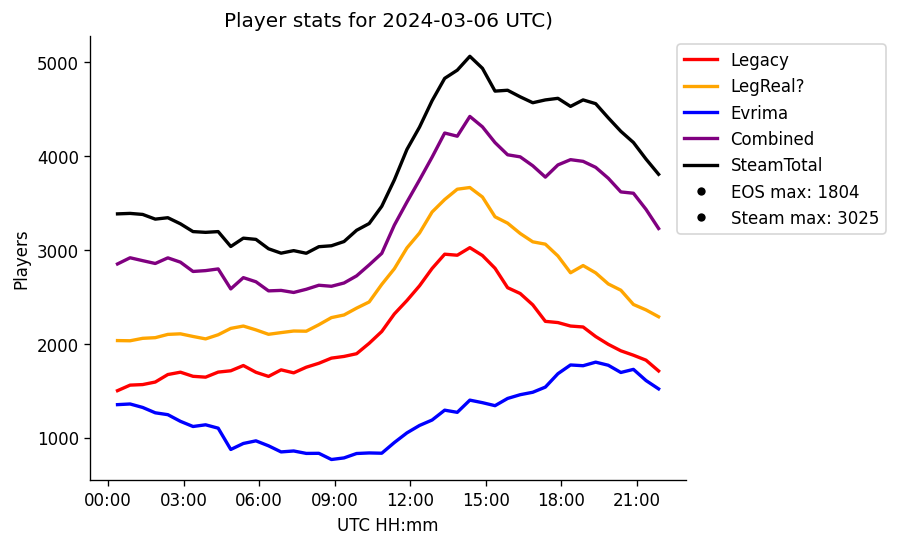 Player stats for 2024-03-06 UTC)
Players
5000
4000
3000
2000
1000
00:00 03:00 06:00 09:00 12:00 15:00 18:00 21:00
UTC HH:mm
Legacy
LegReal?
Evrima
Combined
SteamTotal
EOS max: 1804
Steam max: 3025